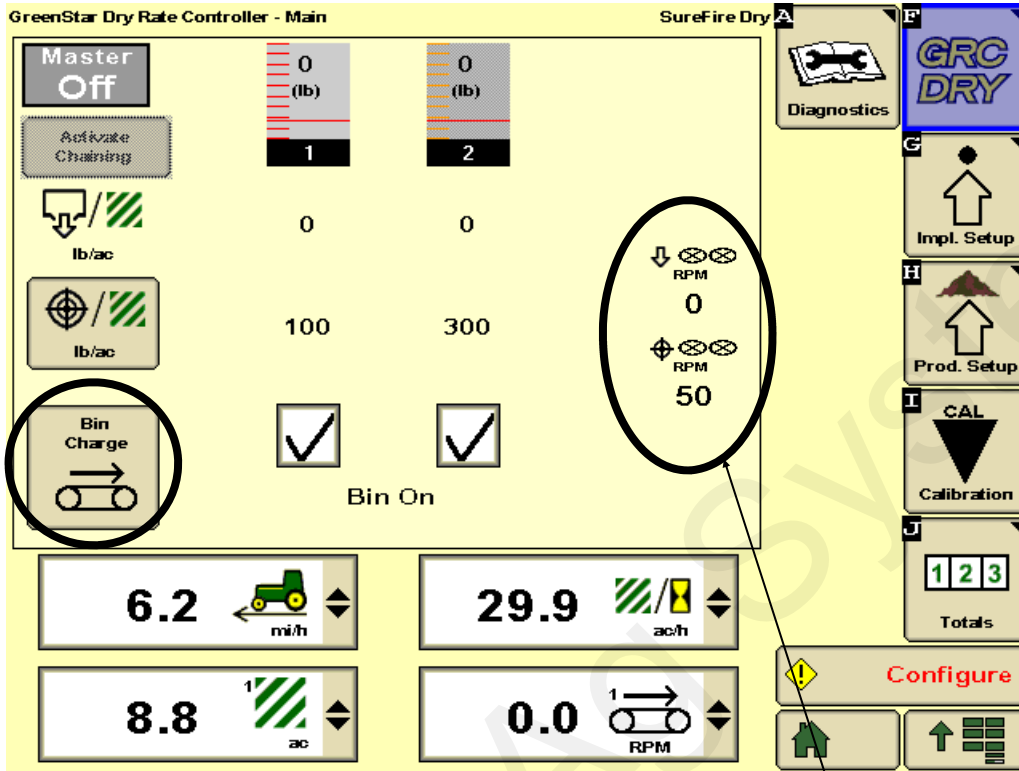 GreenStar Dry Rate Controller - Main
SureFire Dry
Master
Off
Activate
Chaining
0
(lb)
1
0
(lb)
2
lb/ac
0
0
lb/ac
100
300
RPM
0
RPM
50
Bin
Charge
Bin On
6.2
mi/h
29.9
ac/h
8.8
1
ac
0.0
1
RPM
A
Diagnostics
F
GRC
DRY
G
Impl. Setup
H
Prod. Setup
I
CAL
Calibration
J
1 2 3
Totals
Configure